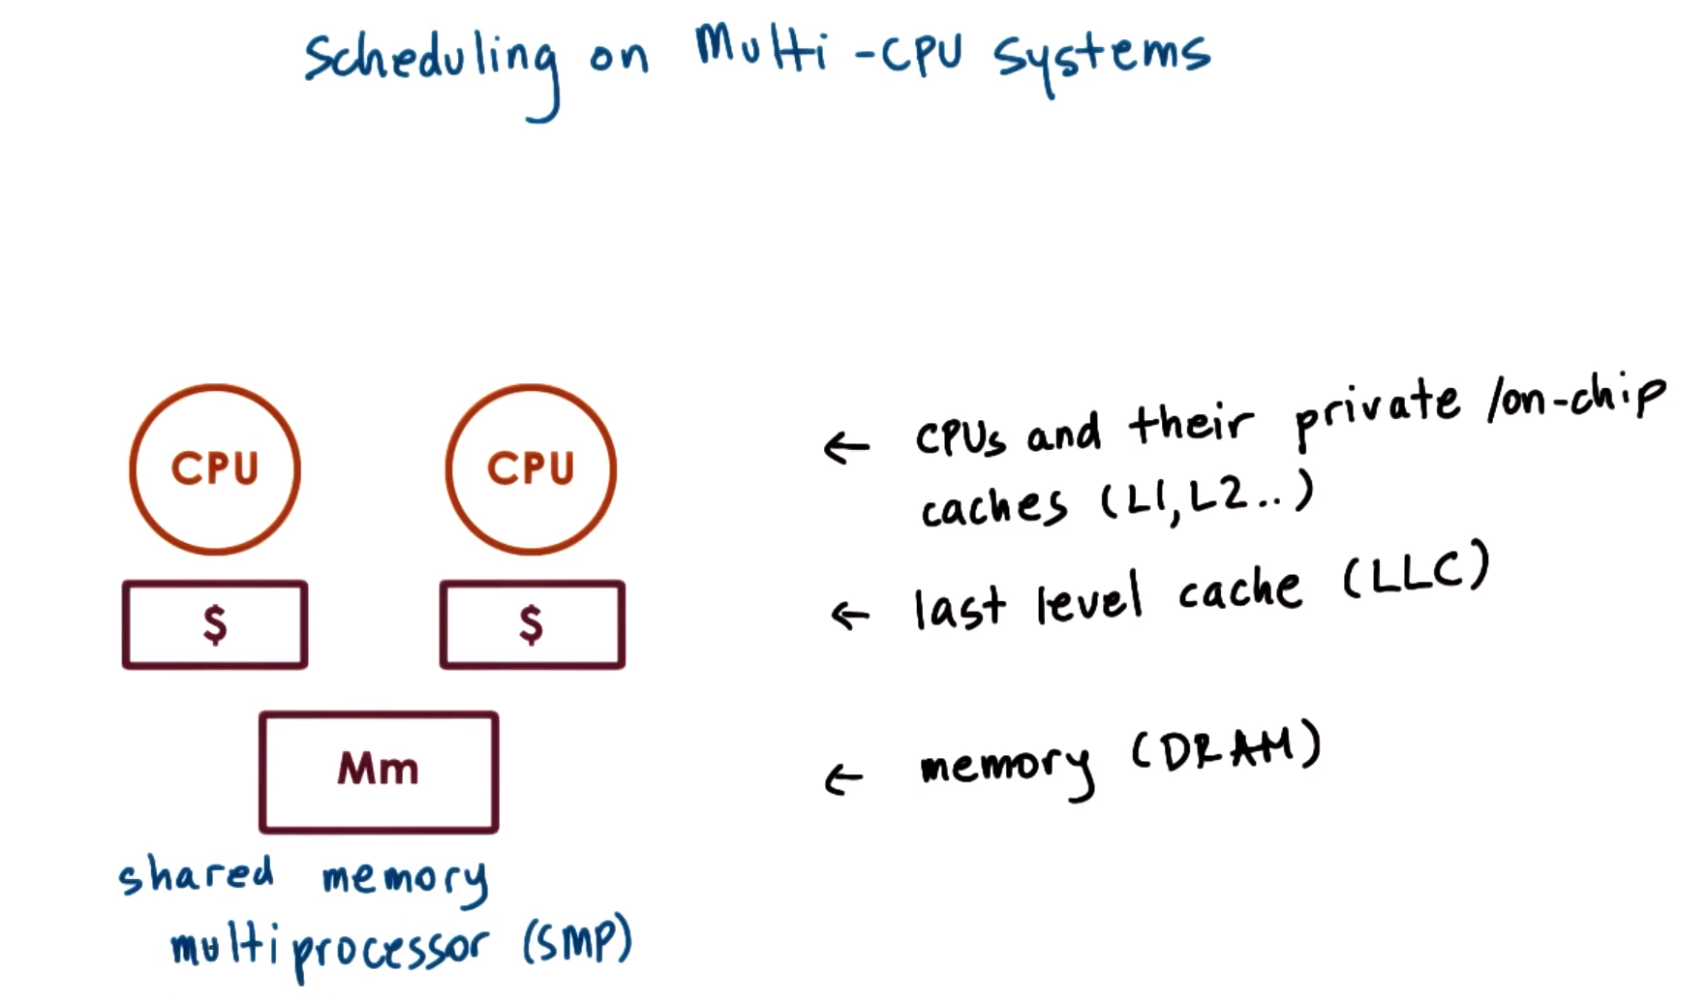 Scheduling on Multi-CPU Systems
CPU CPU
← CPUs and their private /on-chip
caches (L1, L2..)
$ $
← last level cache (LLC)
Mm
← memory (DRAM)
shared memory
multiprocessor (SMP)